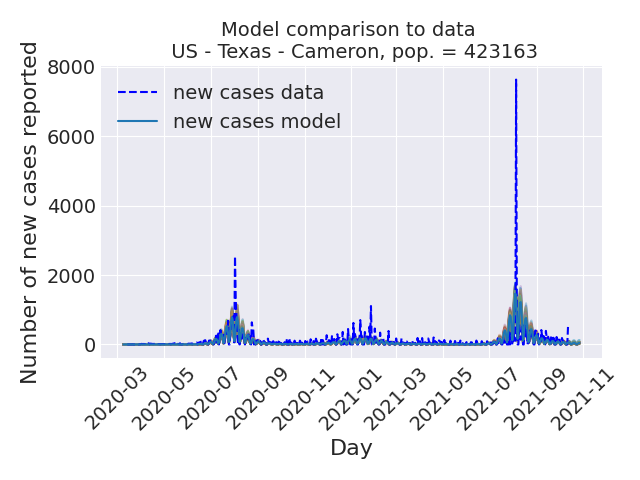 Model comparison to data
US - Texas - Cameron, pop. = 423163
Number of new cases reported
8000
6000
4000
2000
0
new cases data
new cases model
2020-03
2020-05
2020-07
2020-09
2020-11
2021-01
2021-03
2021-05
2021-07
2021-09
2021-11
Day